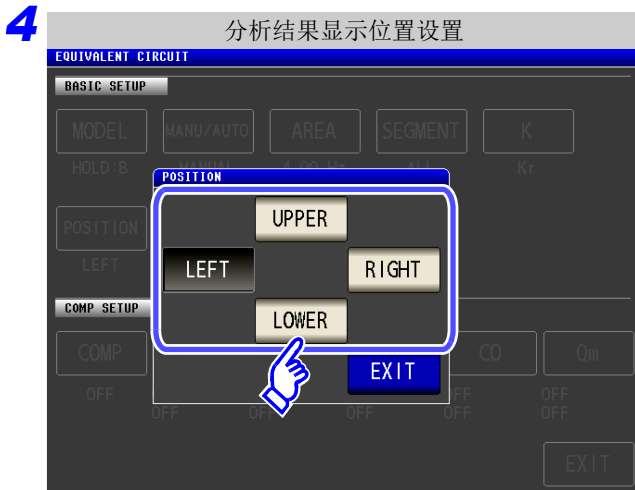 4
分析结果显示位置设置
EQUIVALENT CIRCUIT
BASIC SETUP
MODEL MANU/AUTO AREA SEGMENT K
HOLD:B MANUAL 4.00 Hz ALL Kr
POSITION
UPPER
POSITION
LEFT RIGHT
LEFT
COMP SETUP
LOWER
COMP EXIT CO Qm
OFF OFF OFF
OFF OFF OFF OFF OFF
EXIT